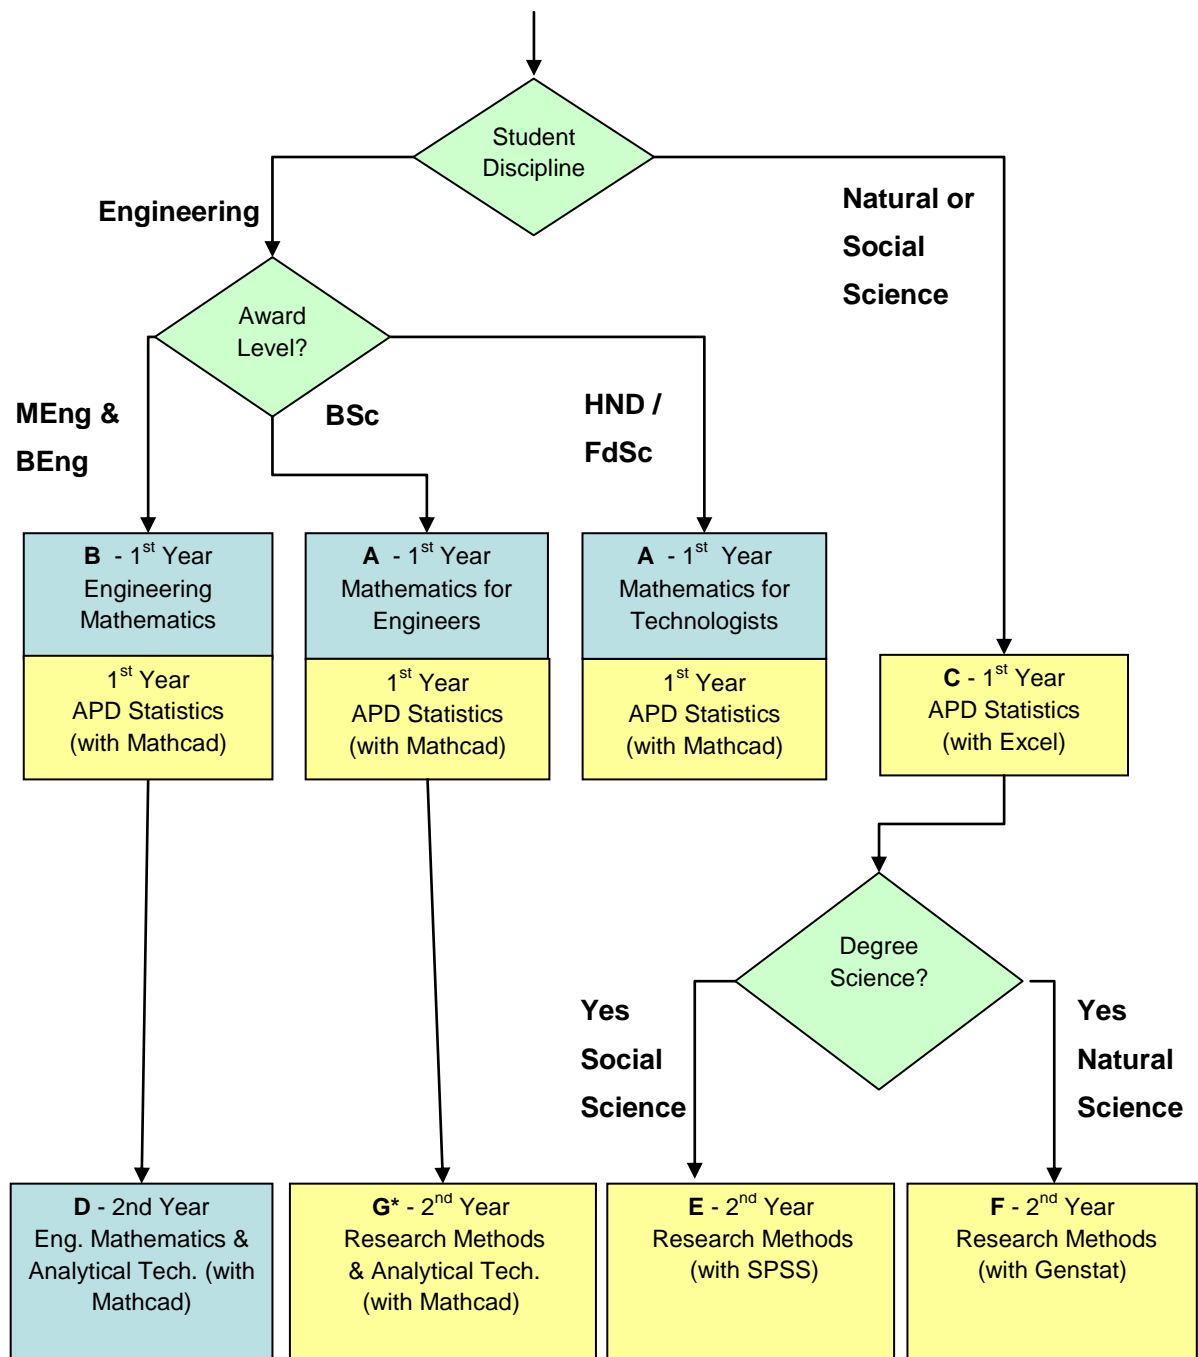 Student
Discipline
Engineering
Natural or
Social
Science
Award
Level?
MEng &
BEng
BSc
HND /
FdSc
B - 1st Year
Engineering
Mathematics
A - 1st Year
Mathematics for
Engineers
A - 1st Year
Mathematics for
Technologists
1st Year
APD Statistics
(with Mathcad)
1st Year
APD Statistics
(with Mathcad)
1st Year
APD Statistics
(with Mathcad)
C - 1st Year
APD Statistics
(with Excel)
Degree
Science?
Yes
Social
Science
Yes
Natural
Science
D - 2nd Year
Eng. Mathematics &
Analytical Tech. (with
Mathcad)
G* - 2nd Year
Research Methods
& Analytical Tech.
(with Mathcad)
E - 2nd Year
Research Methods
(with SPSS)
F - 2nd Year
Research Methods
(with Genstat)